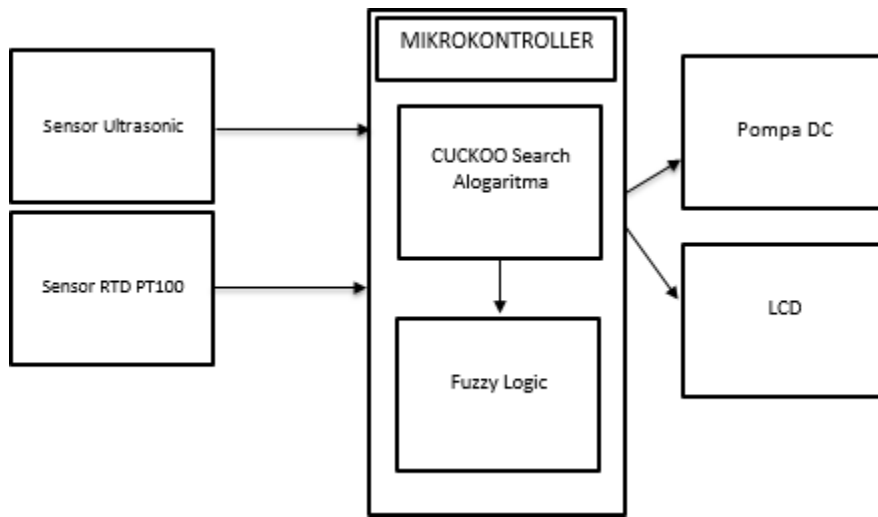 MIKROKONTROLLER
Sensor Ultrasonic
Sensor RTD PT100
CUCKOO Search
Alogaritma
Fuzzy Logic
Pompa DC
LCD